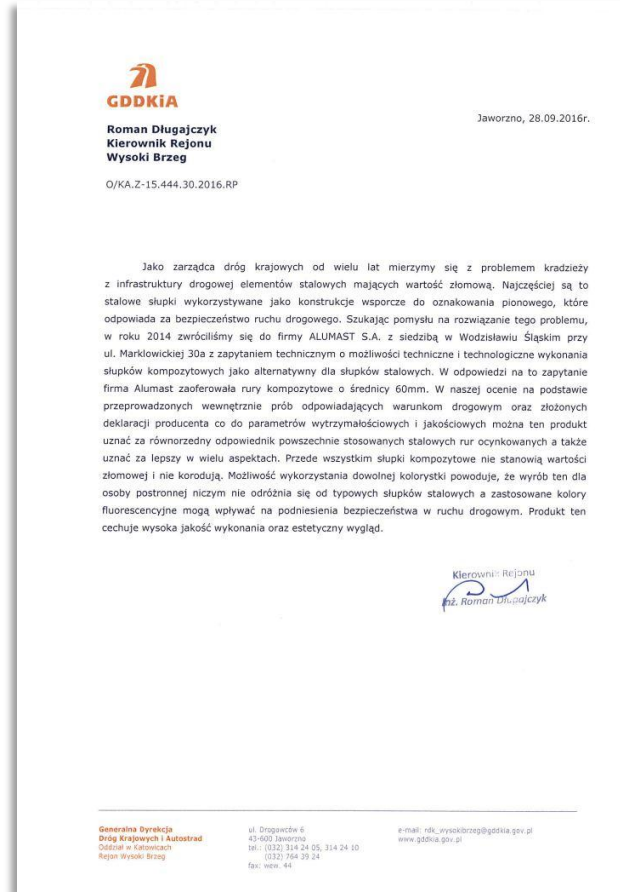 GDDKiA
Jaworzno, 28.09.2016r.
Roman Długajczyk
Kierownik Rejonu
Wysoki Brzeg
O/KA.Z-15.444.30.2016.RP
Jako zarządca dróg krajowych od wielu lat mierzymy się z problemem kradzieży
z infrastruktury drogowej elementów stalowych mających wartość złomową. Najczęściej są to
stalowe słupki wykorzystywane jako konstrukcje wsporcze do oznakowania pionowego, które
odpowiada za bezpieczeństwo ruchu drogowego. Szukając pomysłu na rozwiązanie tego problemu,
w roku 2014 zwróciliśmy się do firmy ALUMAST S.A. z siedzibą w Wodzisławiu Śląskim przy
ul. Marklowickiej 30a z zapytaniem technicznym o możliwości techniczne i technologiczne wykonania
słupków kompozytowych jako alternatywny dla słupków stalowych. W odpowiedzi na to zapytanie
firma Alumast zaoferowała rury kompozytowe o średnicy 60mm. W naszej ocenie na podstawie
przeprowadzonych wewnętrznie prób odpowiadających warunkom drogowym oraz złożonych
deklaracji producenta co do parametrów wytrzymałościowych i jakościowych można ten produkt
uznać za równorzędny odpowiednik powszechnie stosowanych stalowych rur ocynkowanych a także
uznać za lepszy w wielu aspektach. Przede wszystkim słupki kompozytowe nie stanowią wartości
złomowej i nie korodują. Możliwość wykorzystania dowolnej kolorystki powoduje, że wyrób ten dla
osoby postronnej niczym nie odróżnia się od typowych słupków stalowych a zastosowane kolory
fluorescencyjne mogą wpływać na podniesienia bezpieczeństwa w ruchu drogowym. Produkt ten
cechuje wysoka jakość wykonania oraz estetyczny wygląd.
Kierownik Rejonu
inż. Roman Długajczyk
Generalna Dyrekcja
Dróg Krajowych i Autostrad
Oddział w Katowicach
Rejon Wysoki Brzeg
ul. Drogowców 6
43-600 Jaworzno
tel.: (032) 314 24 05, 314 24 10
(032) 764 29 24
fax: wew. 44
e-mail: rdk_wysokibrzeg@gddkia.gov.pl
www.gddkia.gov.pl